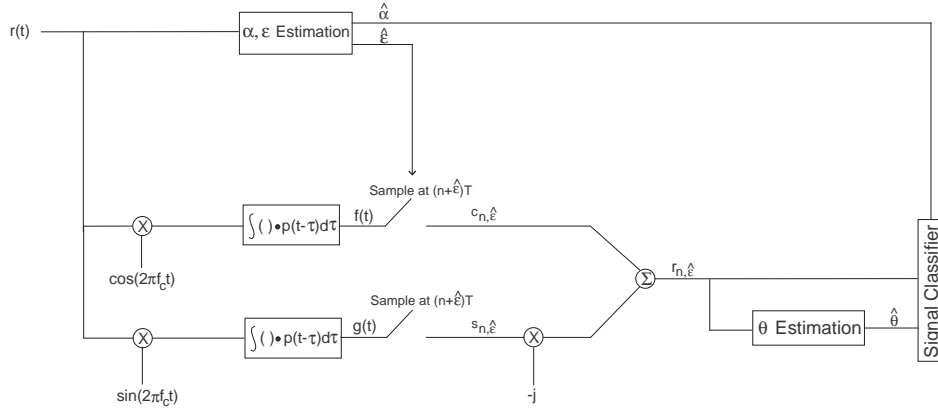 α̂
r(t)
α, ε Estimation
ε̂
Sample at (n+ε̂)T
X
∫( )•p(t-τ)dτ
f(t)
c_{n,ε̂}
cos(2πf_ct)
Σ
r_{n,ε̂}
Sample at (n+ε̂)T
X
∫( )•p(t-τ)dτ
g(t)
s_{n,ε̂}
X
θ Estimation
θ̂
Signal Classifier
sin(2πf_ct)
-j